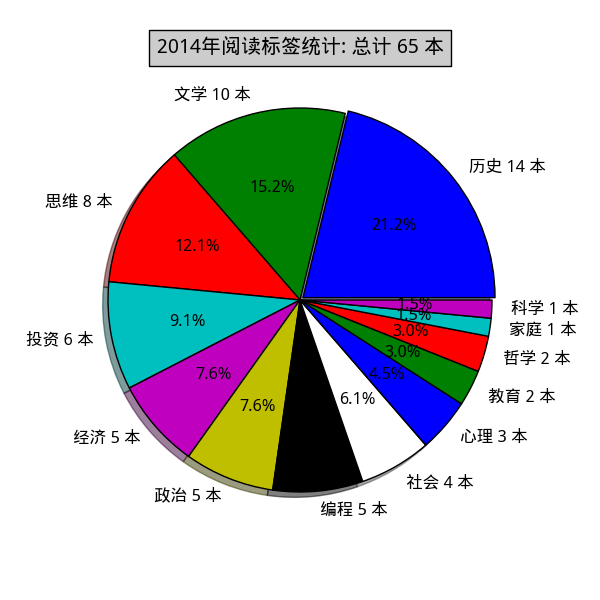 2014年阅读标签统计: 总计 65 本
文学 10 本
历史 14 本
思维 8 本
投资 6 本
经济 5 本
政治 5 本
编程 5 本
社会 4 本
心理 3 本
教育 2 本
哲学 2 本
家庭 1 本
科学 1 本
15.2%
21.2%
12.1%
9.1%
7.6%
7.6%
6.1%
4.5%
3.0%
3.0%
1.5%
1.5%